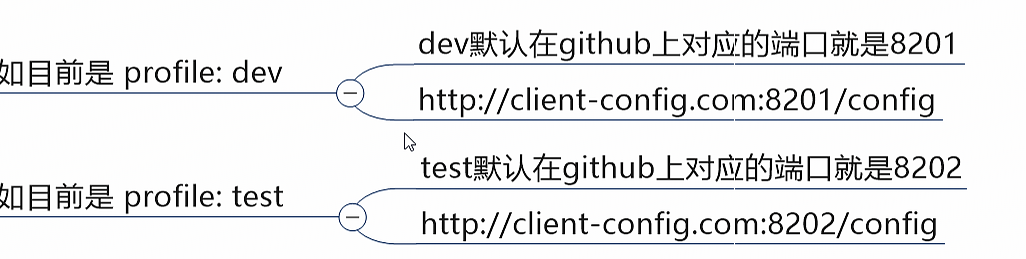 如目前是 profile: dev
dev默认在github上对应的端口就是8201
http://client-config.com:8201/config
如目前是 profile: test
test默认在github上对应的端口就是8202
http://client-config.com:8202/config